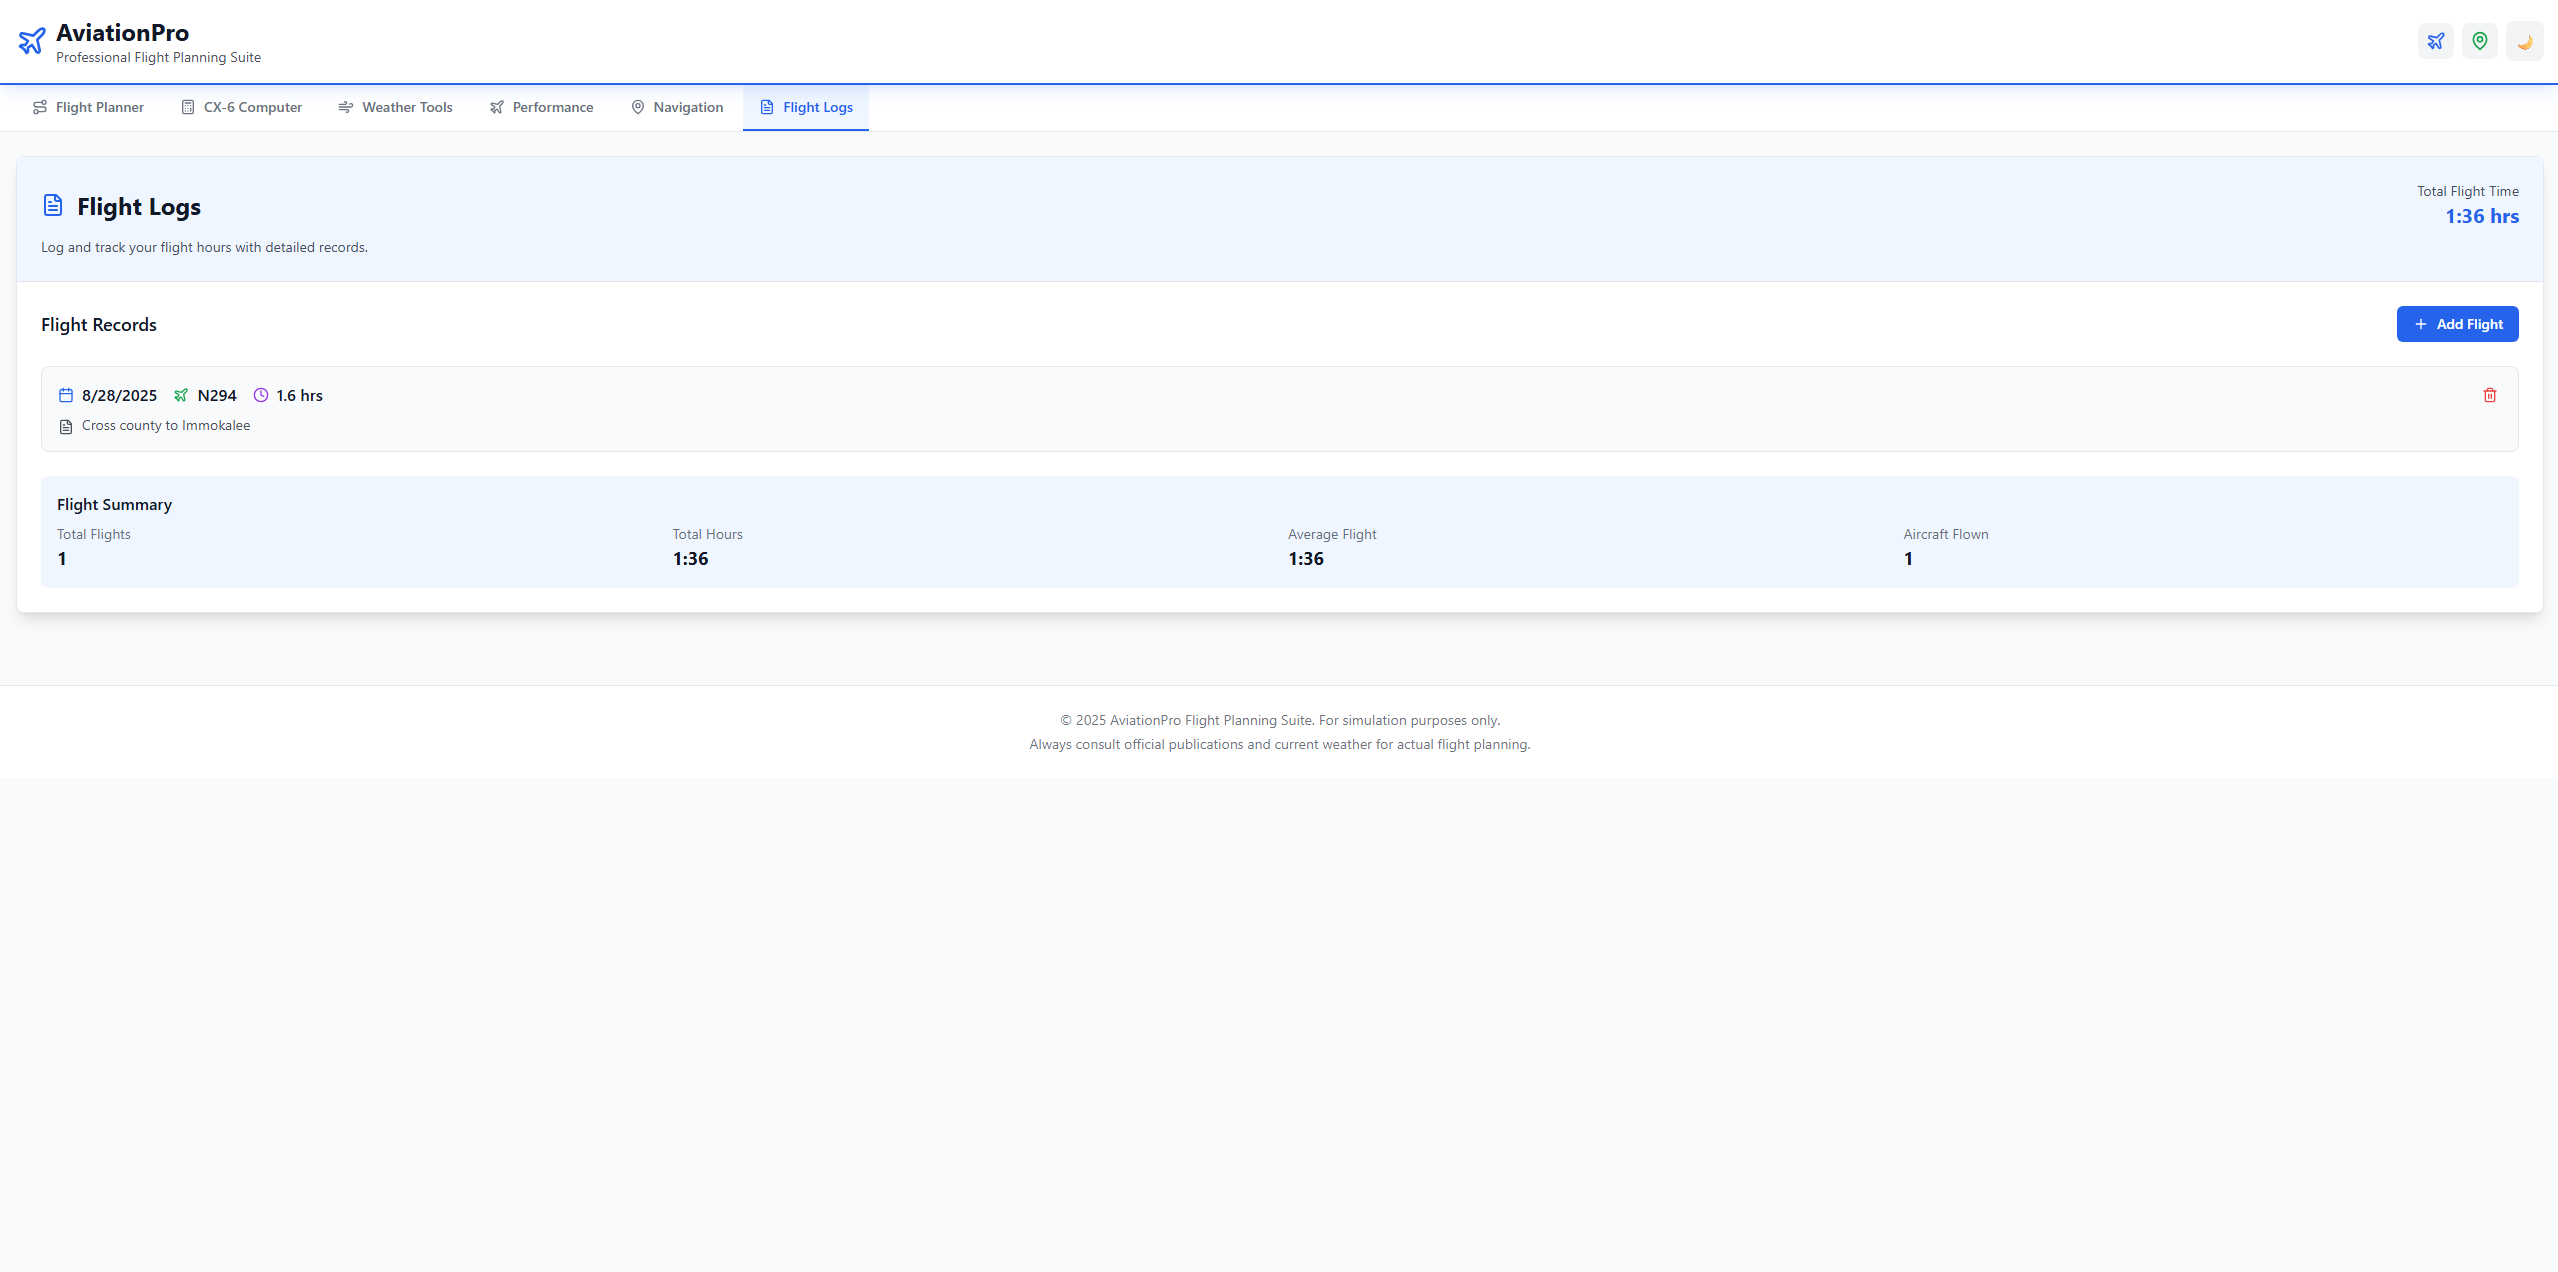 AviationPro
Professional Flight Planning Suite
Flight Planner
CX-6 Computer
Weather Tools
Performance
Navigation
Flight Logs
Flight Logs
Log and track your flight hours with detailed records.
Total Flight Time
1:36 hrs
Flight Records
Add Flight
8/28/2025 N294 1.6 hrs
Cross county to Immokalee
Flight Summary
Total Flights
1
Total Hours
1:36
Average Flight
1:36
Aircraft Flown
1
© 2025 AviationPro Flight Planning Suite. For simulation purposes only.
Always consult official publications and current weather for actual flight planning.